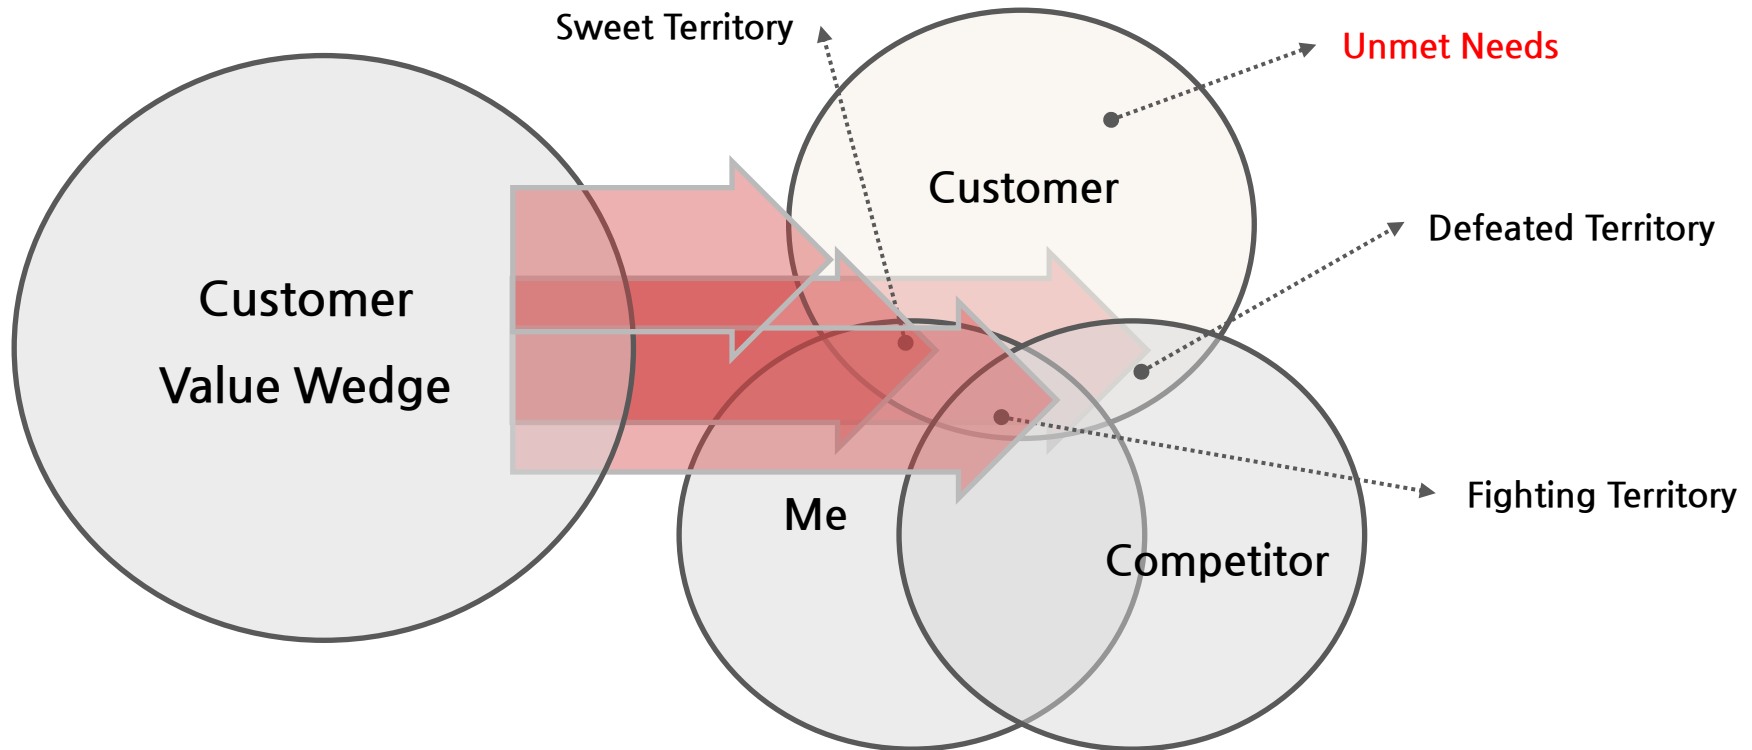 Sweet Territory
Unmet Needs
Customer
Defeated Territory
Customer
Value Wedge
Fighting Territory
Me
Competitor